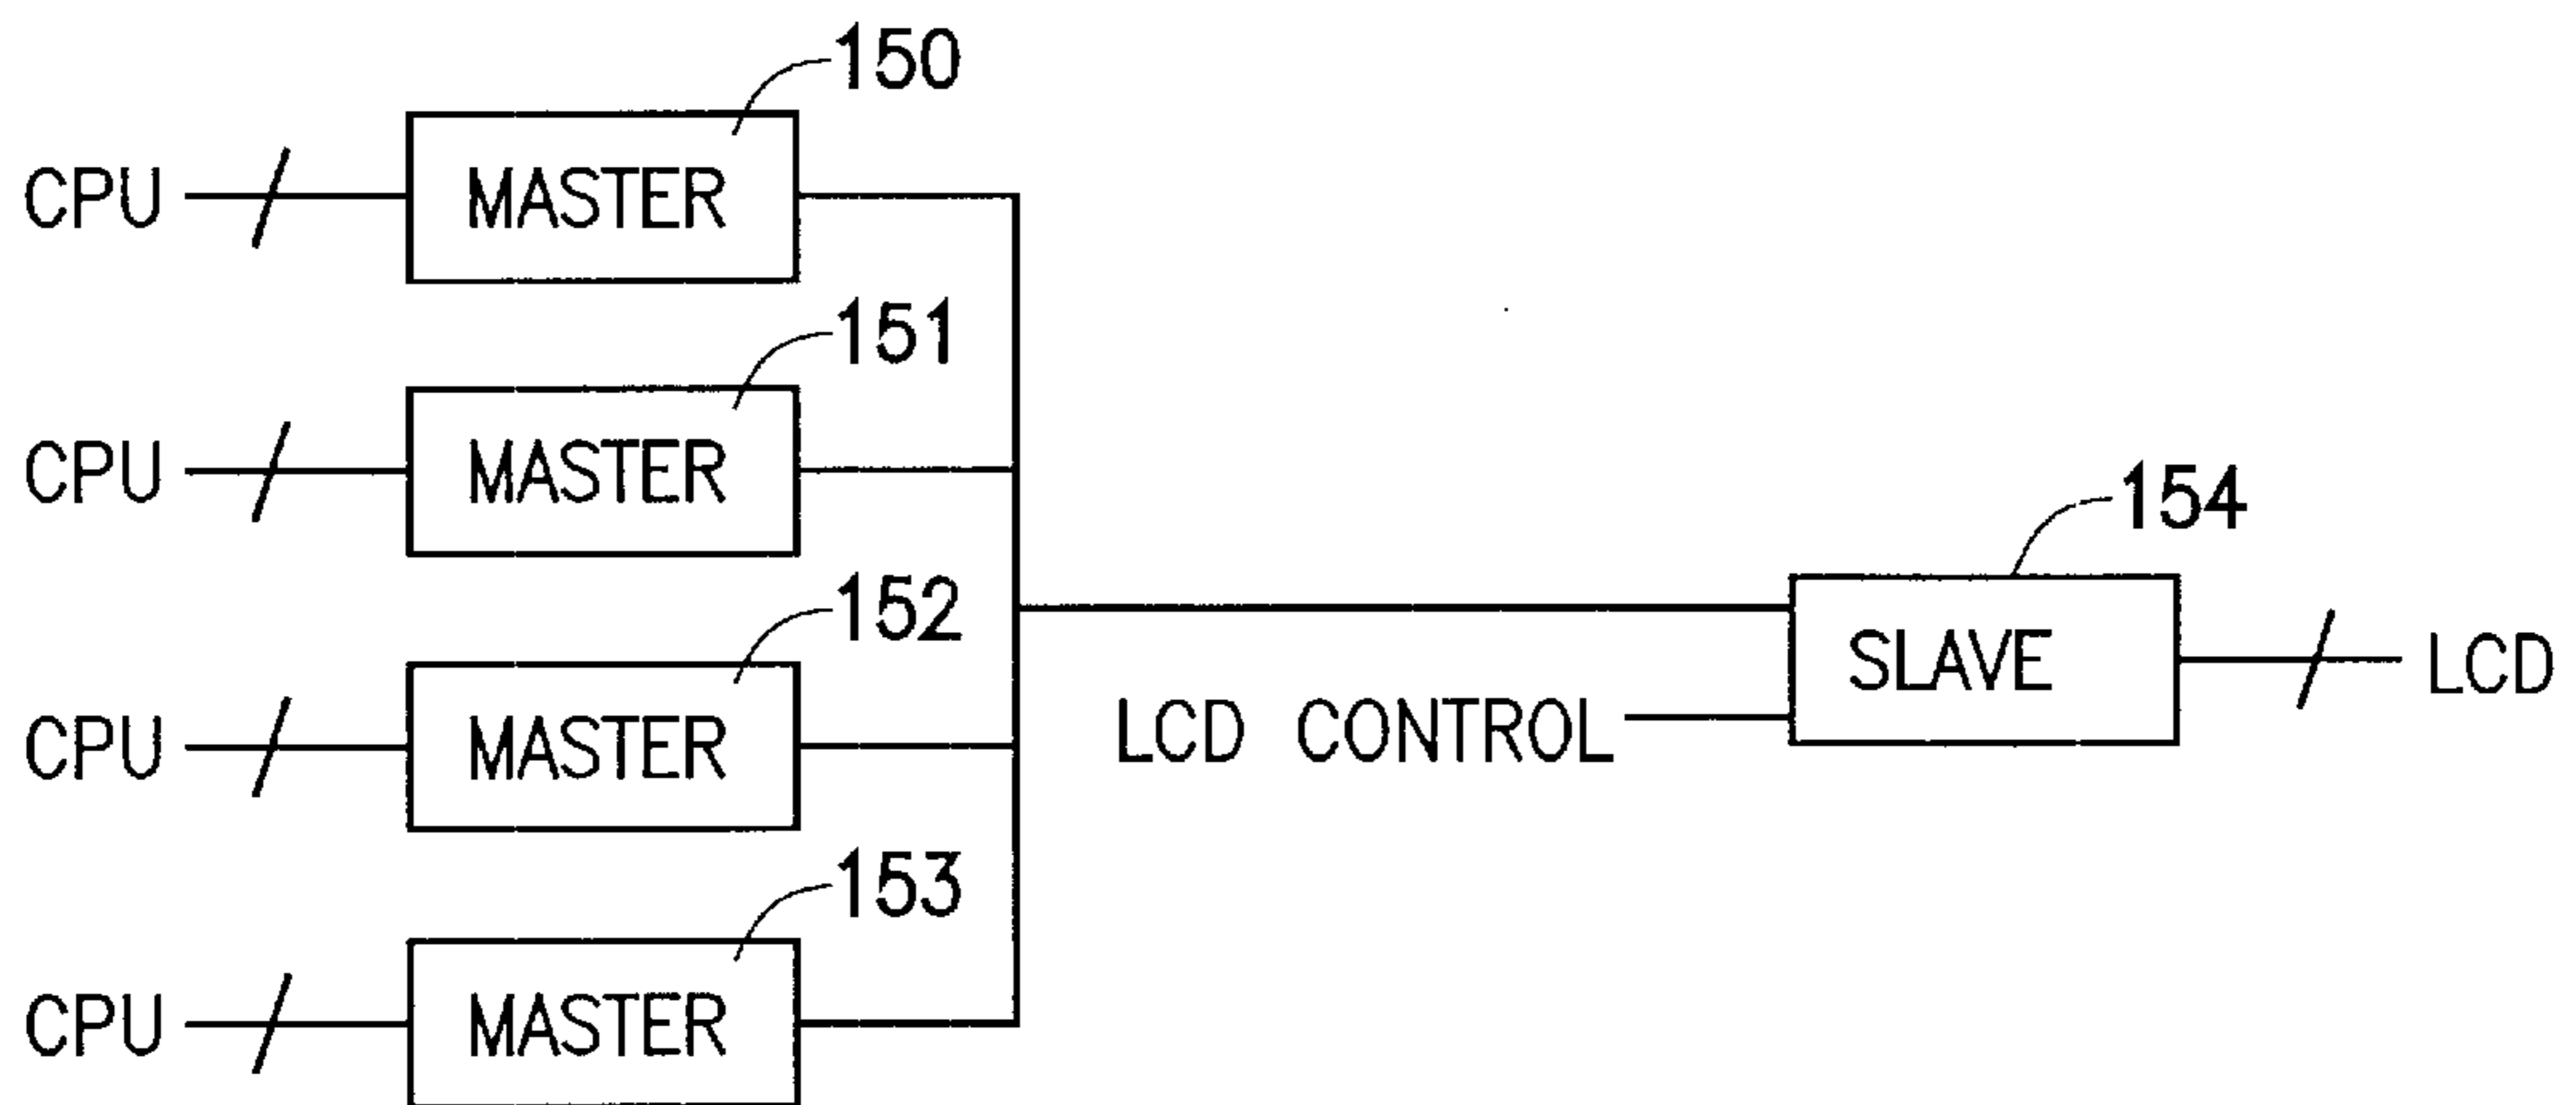 150
CPU MASTER
151
CPU MASTER
154
152
SLAVE LCD
CPU MASTER LCD CONTROL
153
CPU MASTER